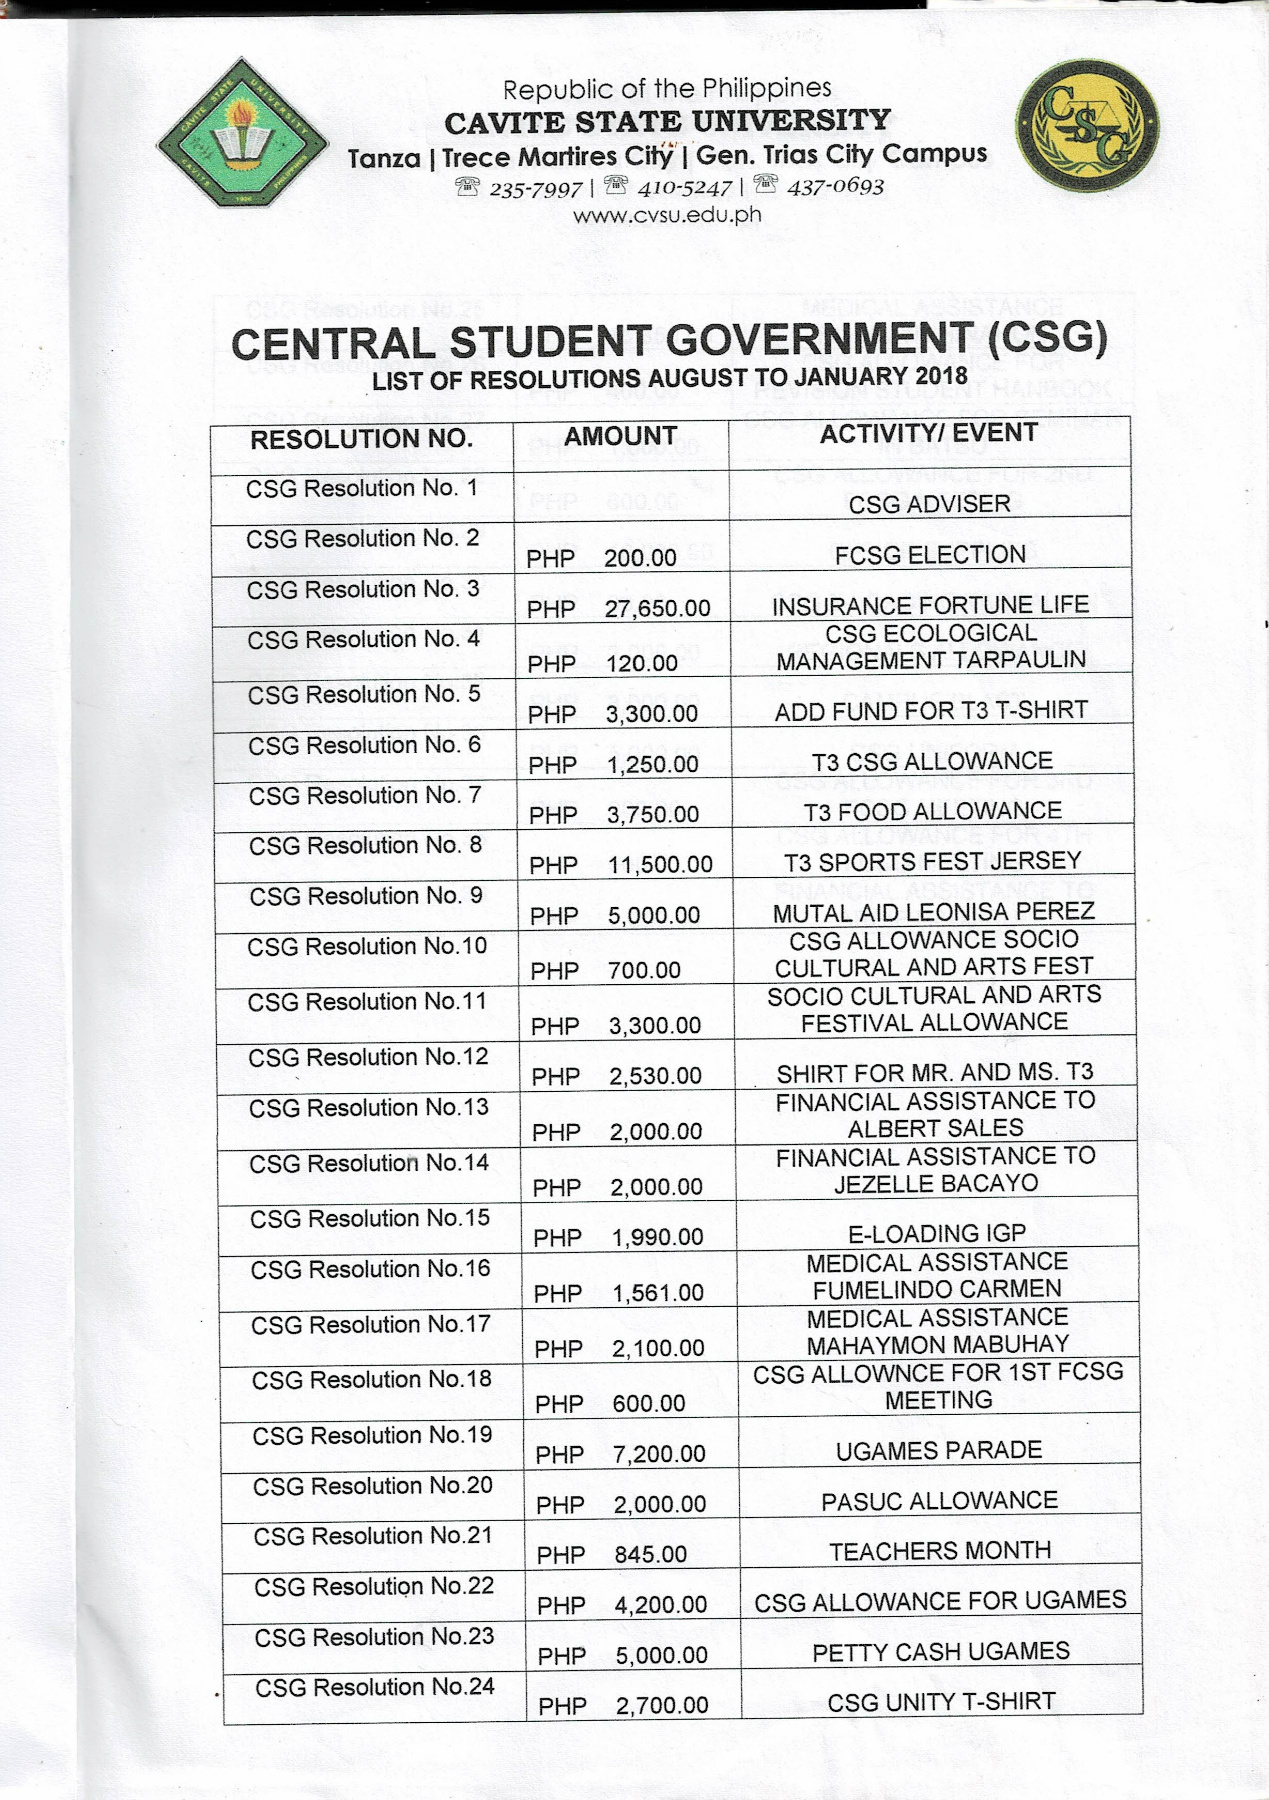 Republic of the Philippines
CAVITE STATE UNIVERSITY
Tanza | Trece Martires City | Gen. Trias City Campus
☏ 235-7997 | ☏ 410-5247 | ☏ 437-0693
www.cvsu.edu.ph
CAVITE STATE UNIVERSITY
CAVITE PHILIPPINES
1906
CSG
CENTRAL STUDENT GOVERNMENT (CSG)
LIST OF RESOLUTIONS AUGUST TO JANUARY 2018
RESOLUTION NO. AMOUNT ACTIVITY/ EVENT
CSG Resolution No. 1 CSG ADVISER
CSG Resolution No. 2 PHP 200.00 FCSG ELECTION
CSG Resolution No. 3 PHP 27,650.00 INSURANCE FORTUNE LIFE
CSG Resolution No. 4 PHP 120.00 CSG ECOLOGICAL
MANAGEMENT TARPAULIN
CSG Resolution No. 5 PHP 3,300.00 ADD FUND FOR T3 T-SHIRT
CSG Resolution No. 6 PHP 1,250.00 T3 CSG ALLOWANCE
CSG Resolution No. 7 PHP 3,750.00 T3 FOOD ALLOWANCE
CSG Resolution No. 8 PHP 11,500.00 T3 SPORTS FEST JERSEY
CSG Resolution No. 9 PHP 5,000.00 MUTAL AID LEONISA PEREZ
CSG Resolution No.10 PHP 700.00 CSG ALLOWANCE SOCIO
CULTURAL AND ARTS FEST
CSG Resolution No.11 PHP 3,300.00 SOCIO CULTURAL AND ARTS
FESTIVAL ALLOWANCE
CSG Resolution No.12 PHP 2,530.00 SHIRT FOR MR. AND MS. T3
CSG Resolution No.13 PHP 2,000.00 FINANCIAL ASSISTANCE TO
ALBERT SALES
CSG Resolution No.14 PHP 2,000.00 FINANCIAL ASSISTANCE TO
JEZELLE BACAYO
CSG Resolution No.15 PHP 1,990.00 E-LOADING IGP
CSG Resolution No.16 PHP 1,561.00 MEDICAL ASSISTANCE
FUMELINDO CARMEN
CSG Resolution No.17 PHP 2,100.00 MEDICAL ASSISTANCE
MAHAYMON MABUHAY
CSG Resolution No.18 PHP 600.00 CSG ALLOWNCE FOR 1ST FCSG
MEETING
CSG Resolution No.19 PHP 7,200.00 UGAMES PARADE
CSG Resolution No.20 PHP 2,000.00 PASUC ALLOWANCE
CSG Resolution No.21 PHP 845.00 TEACHERS MONTH
CSG Resolution No.22 PHP 4,200.00 CSG ALLOWANCE FOR UGAMES
CSG Resolution No.23 PHP 5,000.00 PETTY CASH UGAMES
CSG Resolution No.24 PHP 2,700.00 CSG UNITY T-SHIRT